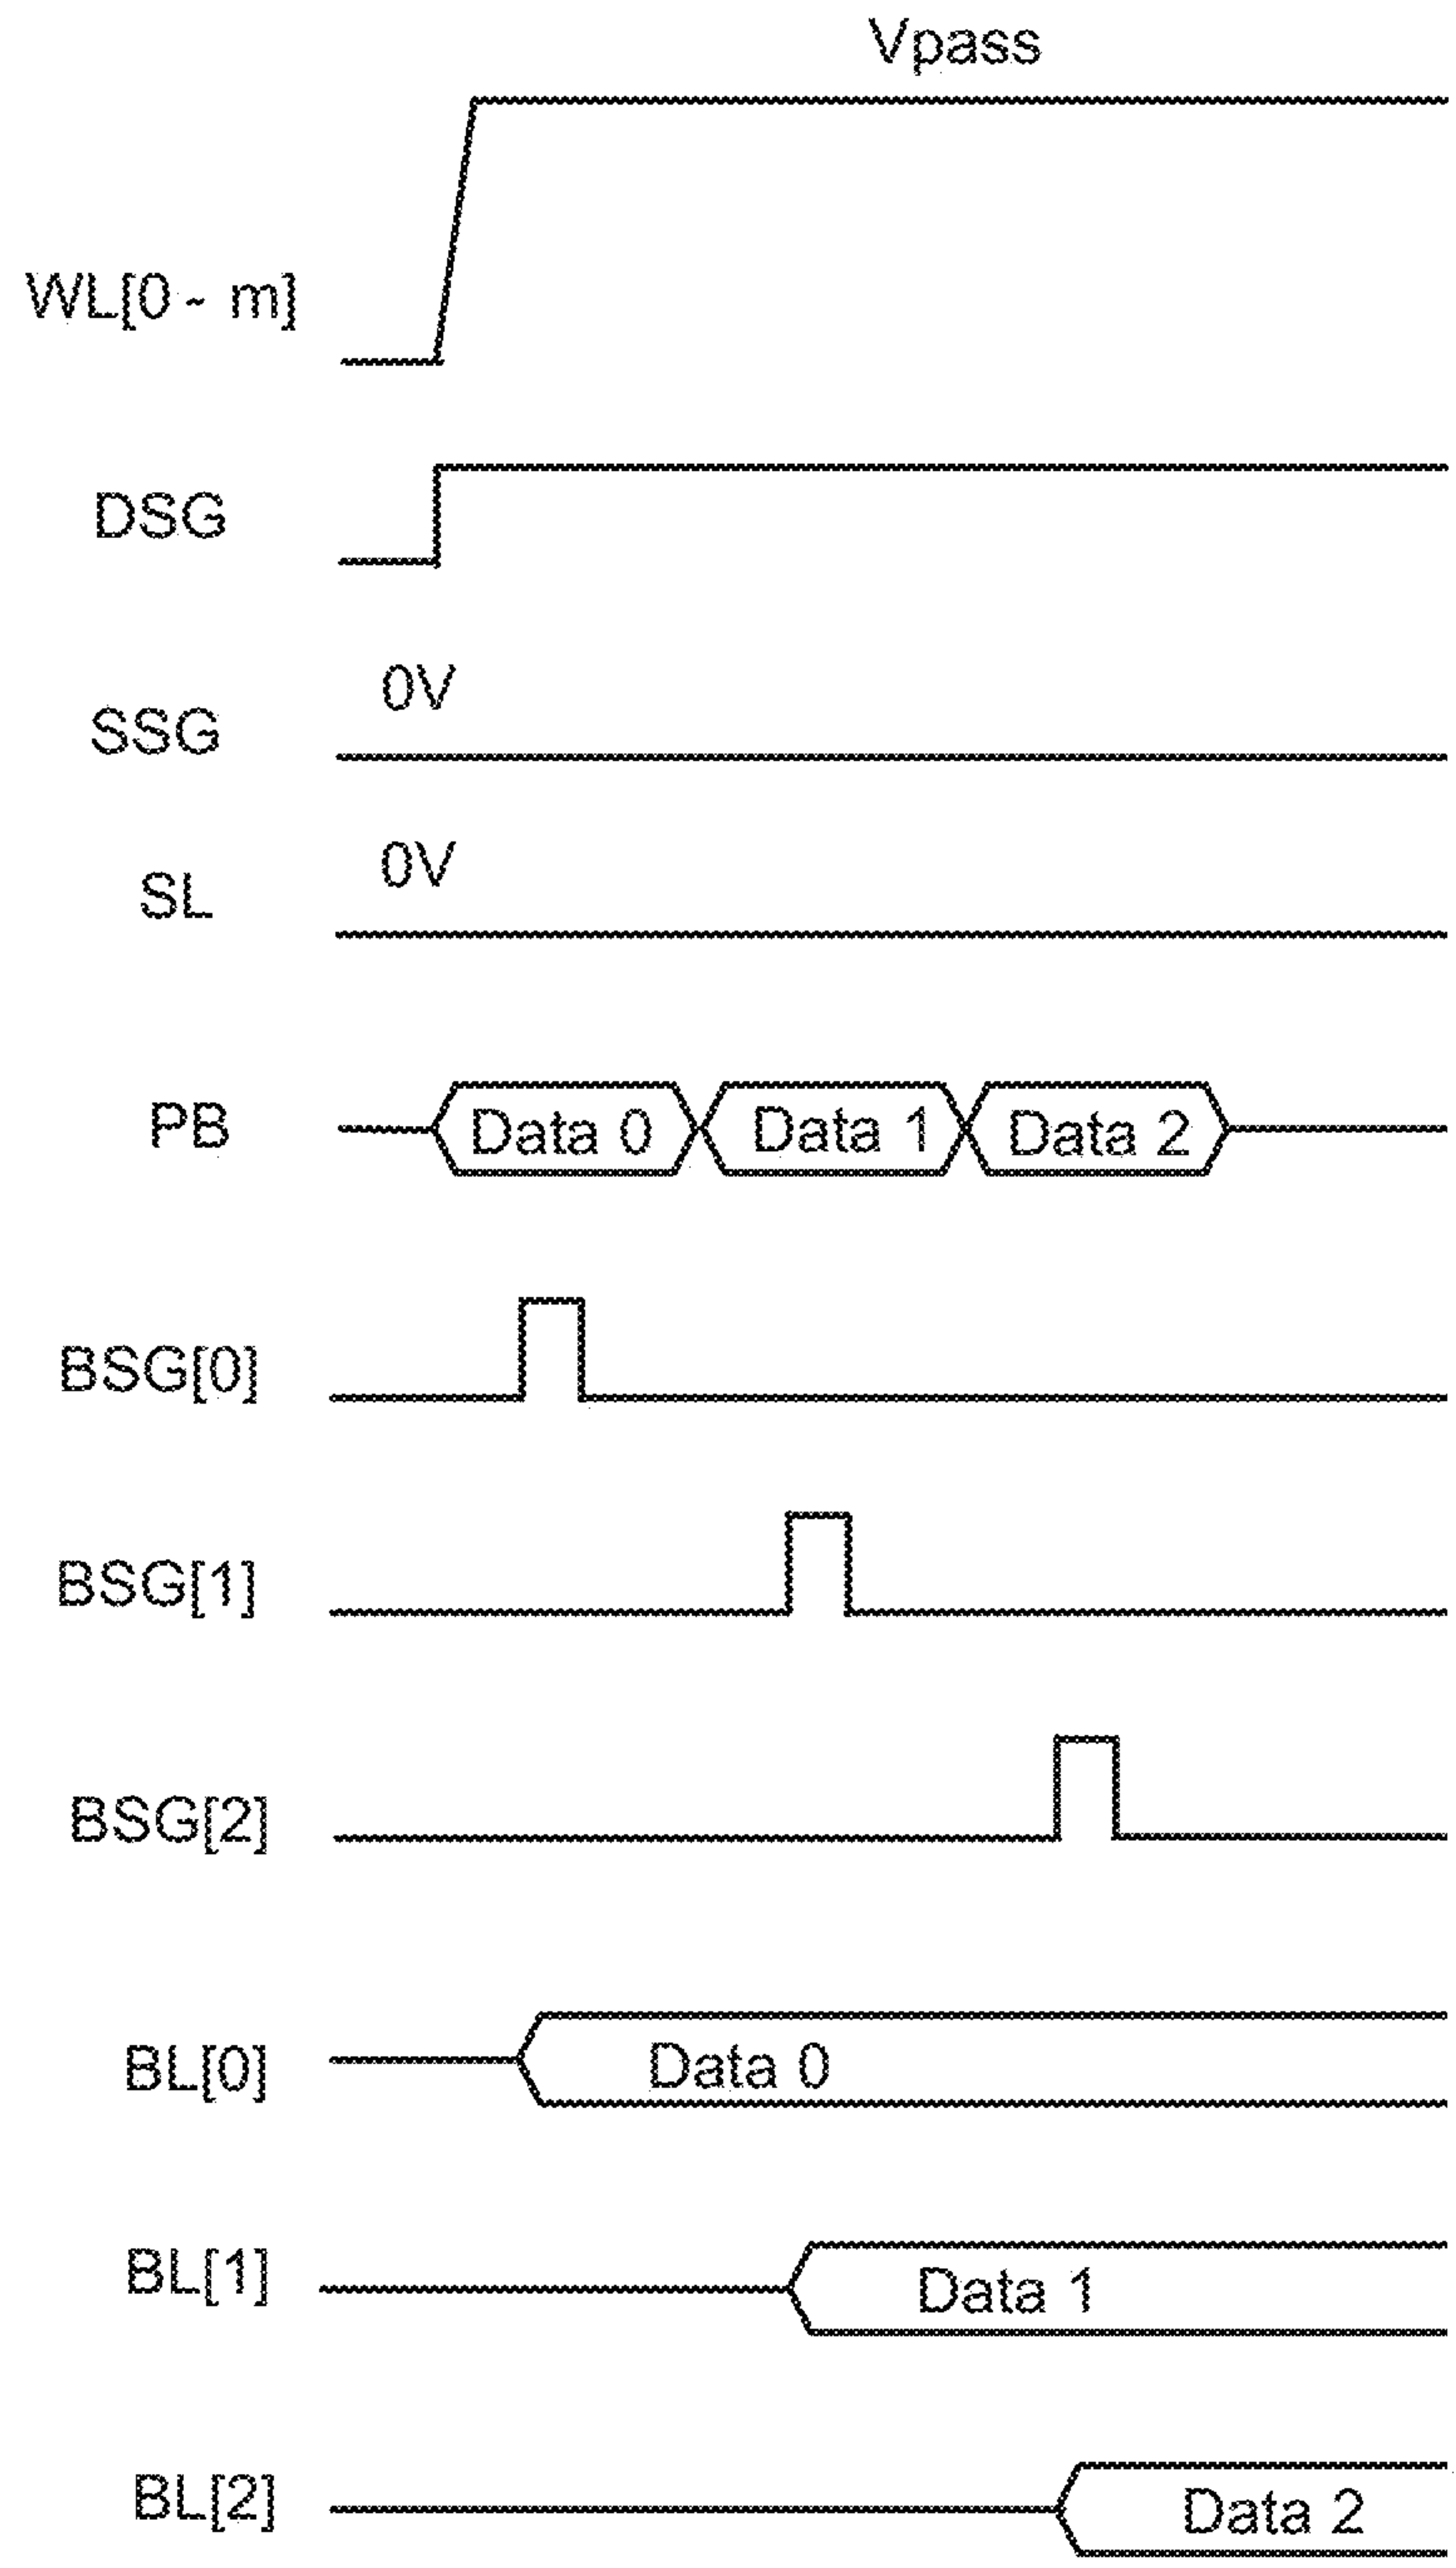 Vpass
WL[0 ~ m]
DSG
0V
SSG
0V
SL
PB Data 0 Data 1 Data 2
BSG[0]
BSG[1]
BSG[2]
BL[0] Data 0
BL[1] Data 1
BL[2] Data 2